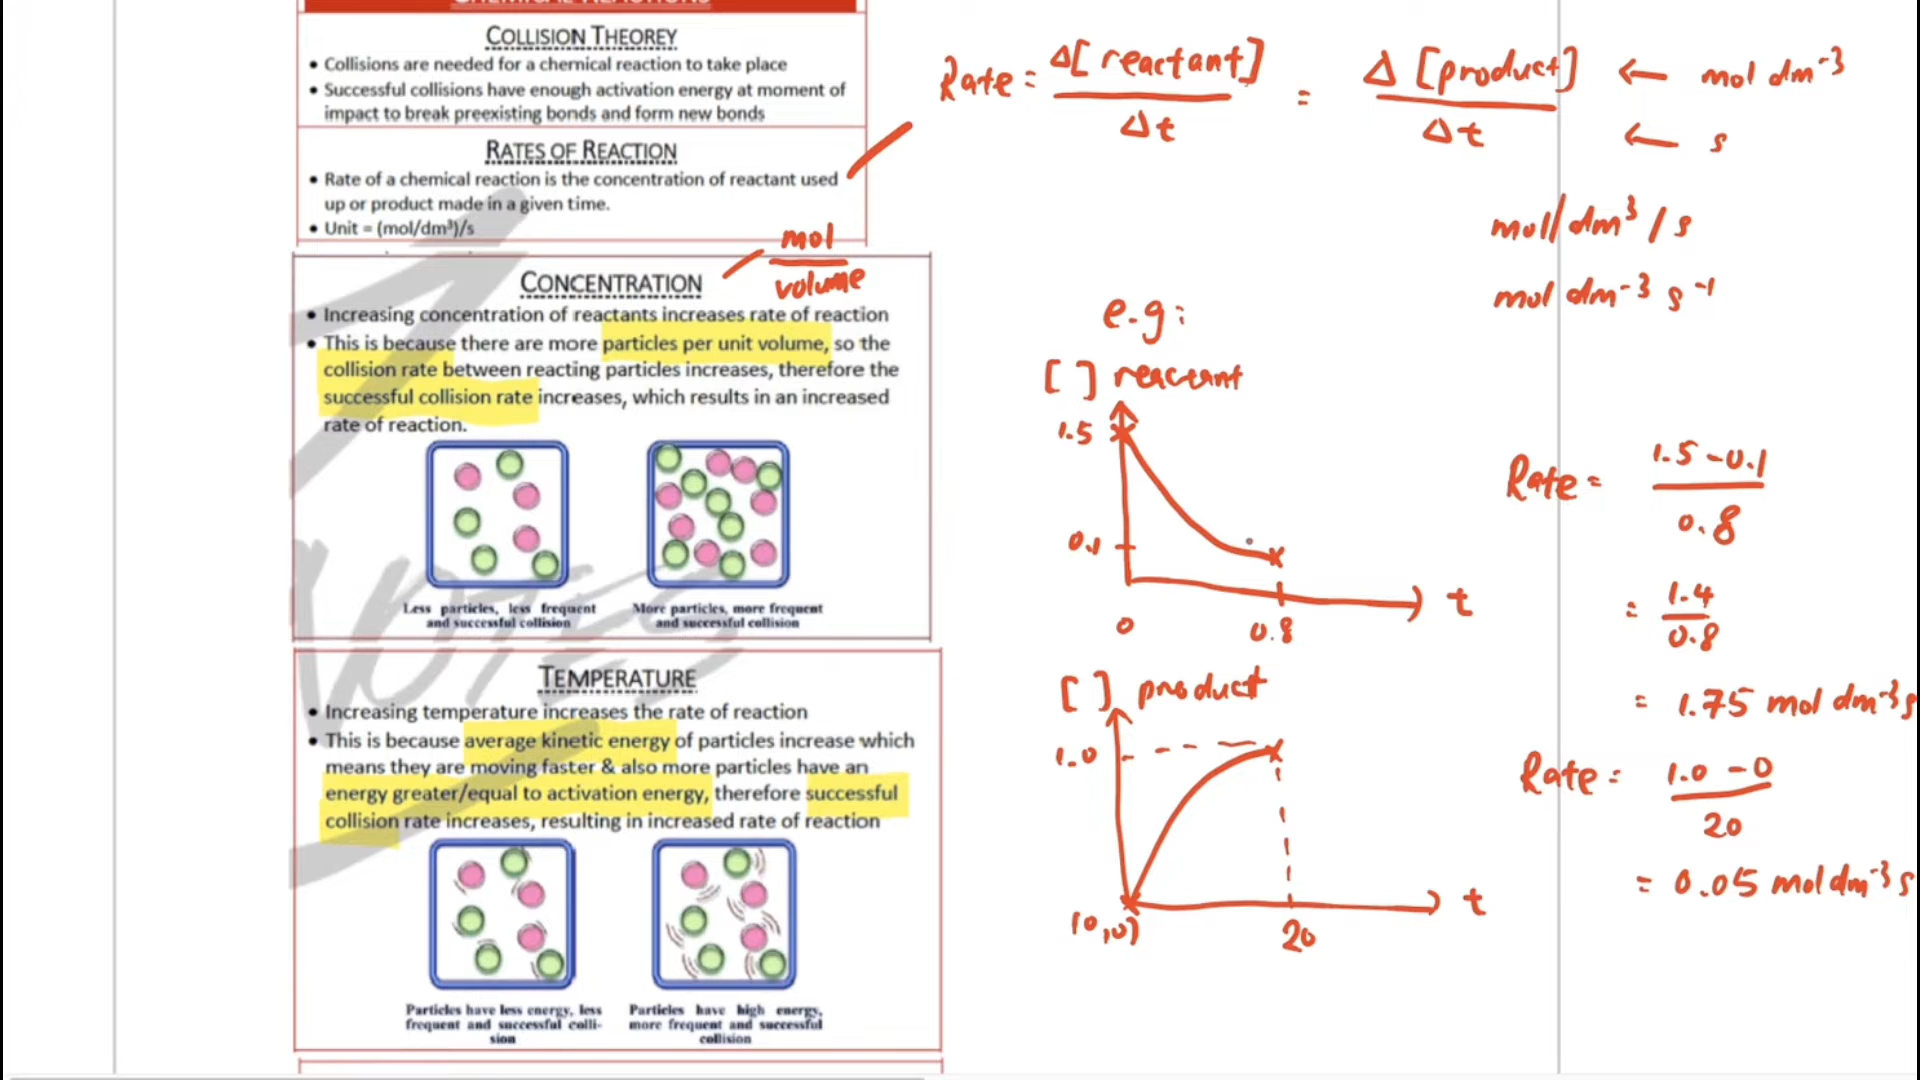 CHEMICAL REACTIONS
COLLISION THEOREY
• Collisions are needed for a chemical reaction to take place
• Successful collisions have enough activation energy at moment of
impact to break preexisting bonds and form new bonds
RATES OF REACTION
• Rate of a chemical reaction is the concentration of reactant used
up or product made in a given time.
• Unit = (mol/dm³)/s
mol
volume
CONCENTRATION
• Increasing concentration of reactants increases rate of reaction
• This is because there are more particles per unit volume, so the
collision rate between reacting particles increases, therefore the
successful collision rate increases, which results in an increased
rate of reaction.
Less particles, less frequent
and successful collision
More particles, more frequent
and successful collision
TEMPERATURE
• Increasing temperature increases the rate of reaction
• This is because average kinetic energy of particles increase which
means they are moving faster & also more particles have an
energy greater/equal to activation energy, therefore successful
collision rate increases, resulting in increased rate of reaction
Particles have less energy, less
frequent and successful colli-
sion
Particles have high energy,
more frequent and successful
collision
NOTES
Rate = Δ[reactant] / Δt = Δ[product] / Δt
← mol dm⁻³
← s
mol/dm³/s
mol dm⁻³ s⁻¹
e.g:
[ ] reactant
1.5
0.1
0
0.8
t
Rate = 1.5 - 0.1
0.8
= 1.4
0.8
= 1.75 mol dm⁻³ s
[ ] product
1.0
(0,0)
20
t
Rate = 1.0 - 0
20
= 0.05 mol dm⁻³ s